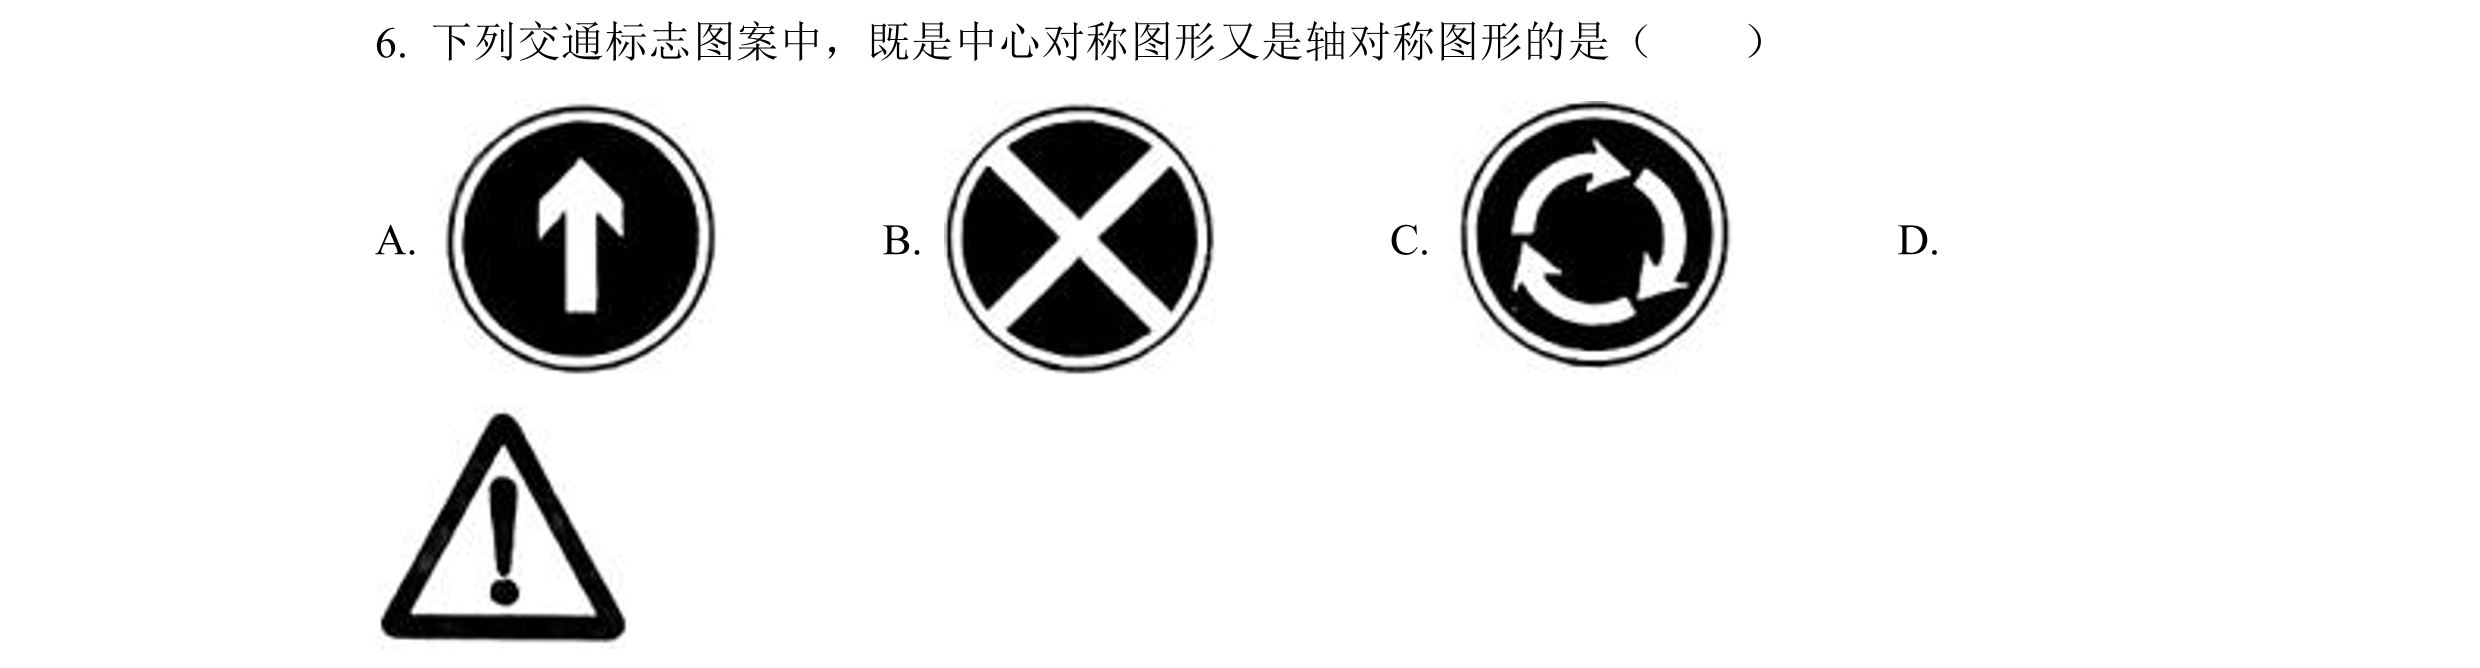 6. 下列交通标志图案中，既是中心对称图形又是轴对称图形的是（　　）
A. B. C. D.